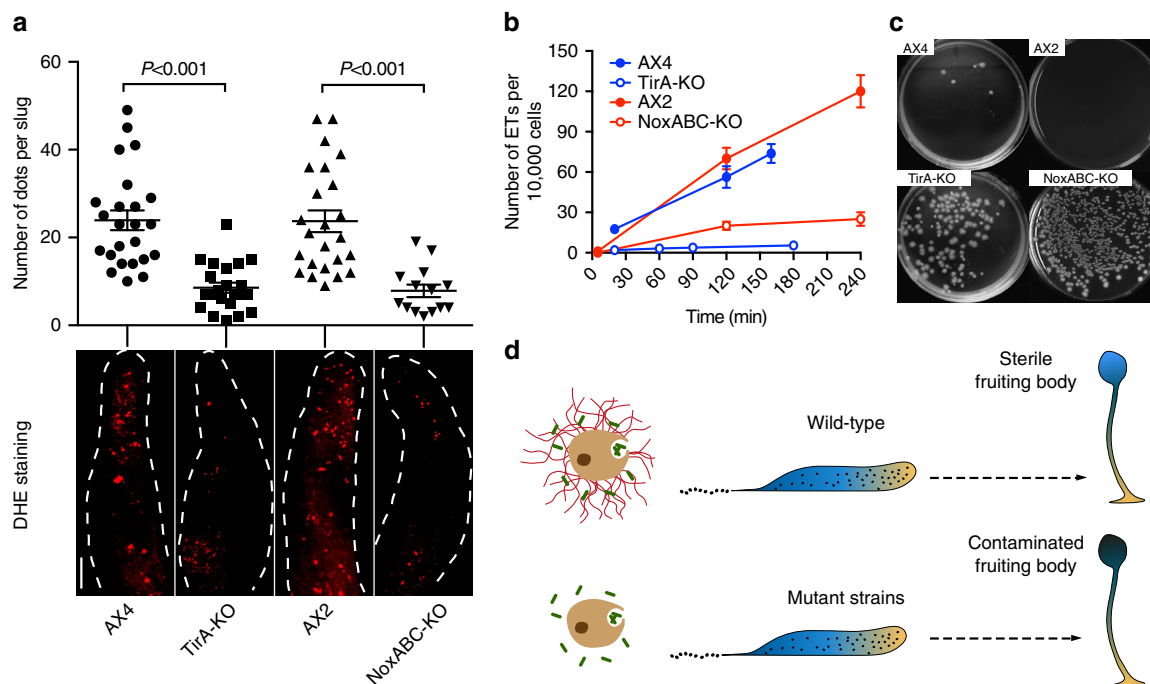 a
Number of dots per slug
60
40
20
0
P<0.001
P<0.001
DHE staining
AX4
TirA-KO
AX2
NoxABC-KO
b
Number of ETs per
10,000 cells
150
120
90
60
30
0
AX4
TirA-KO
AX2
NoxABC-KO
0
30
60
90
120
160
180
210
240
Time (min)
c
AX4
AX2
TirA-KO
NoxABC-KO
d
Wild-type
Sterile
fruiting body
Mutant strains
Contaminated
fruiting body